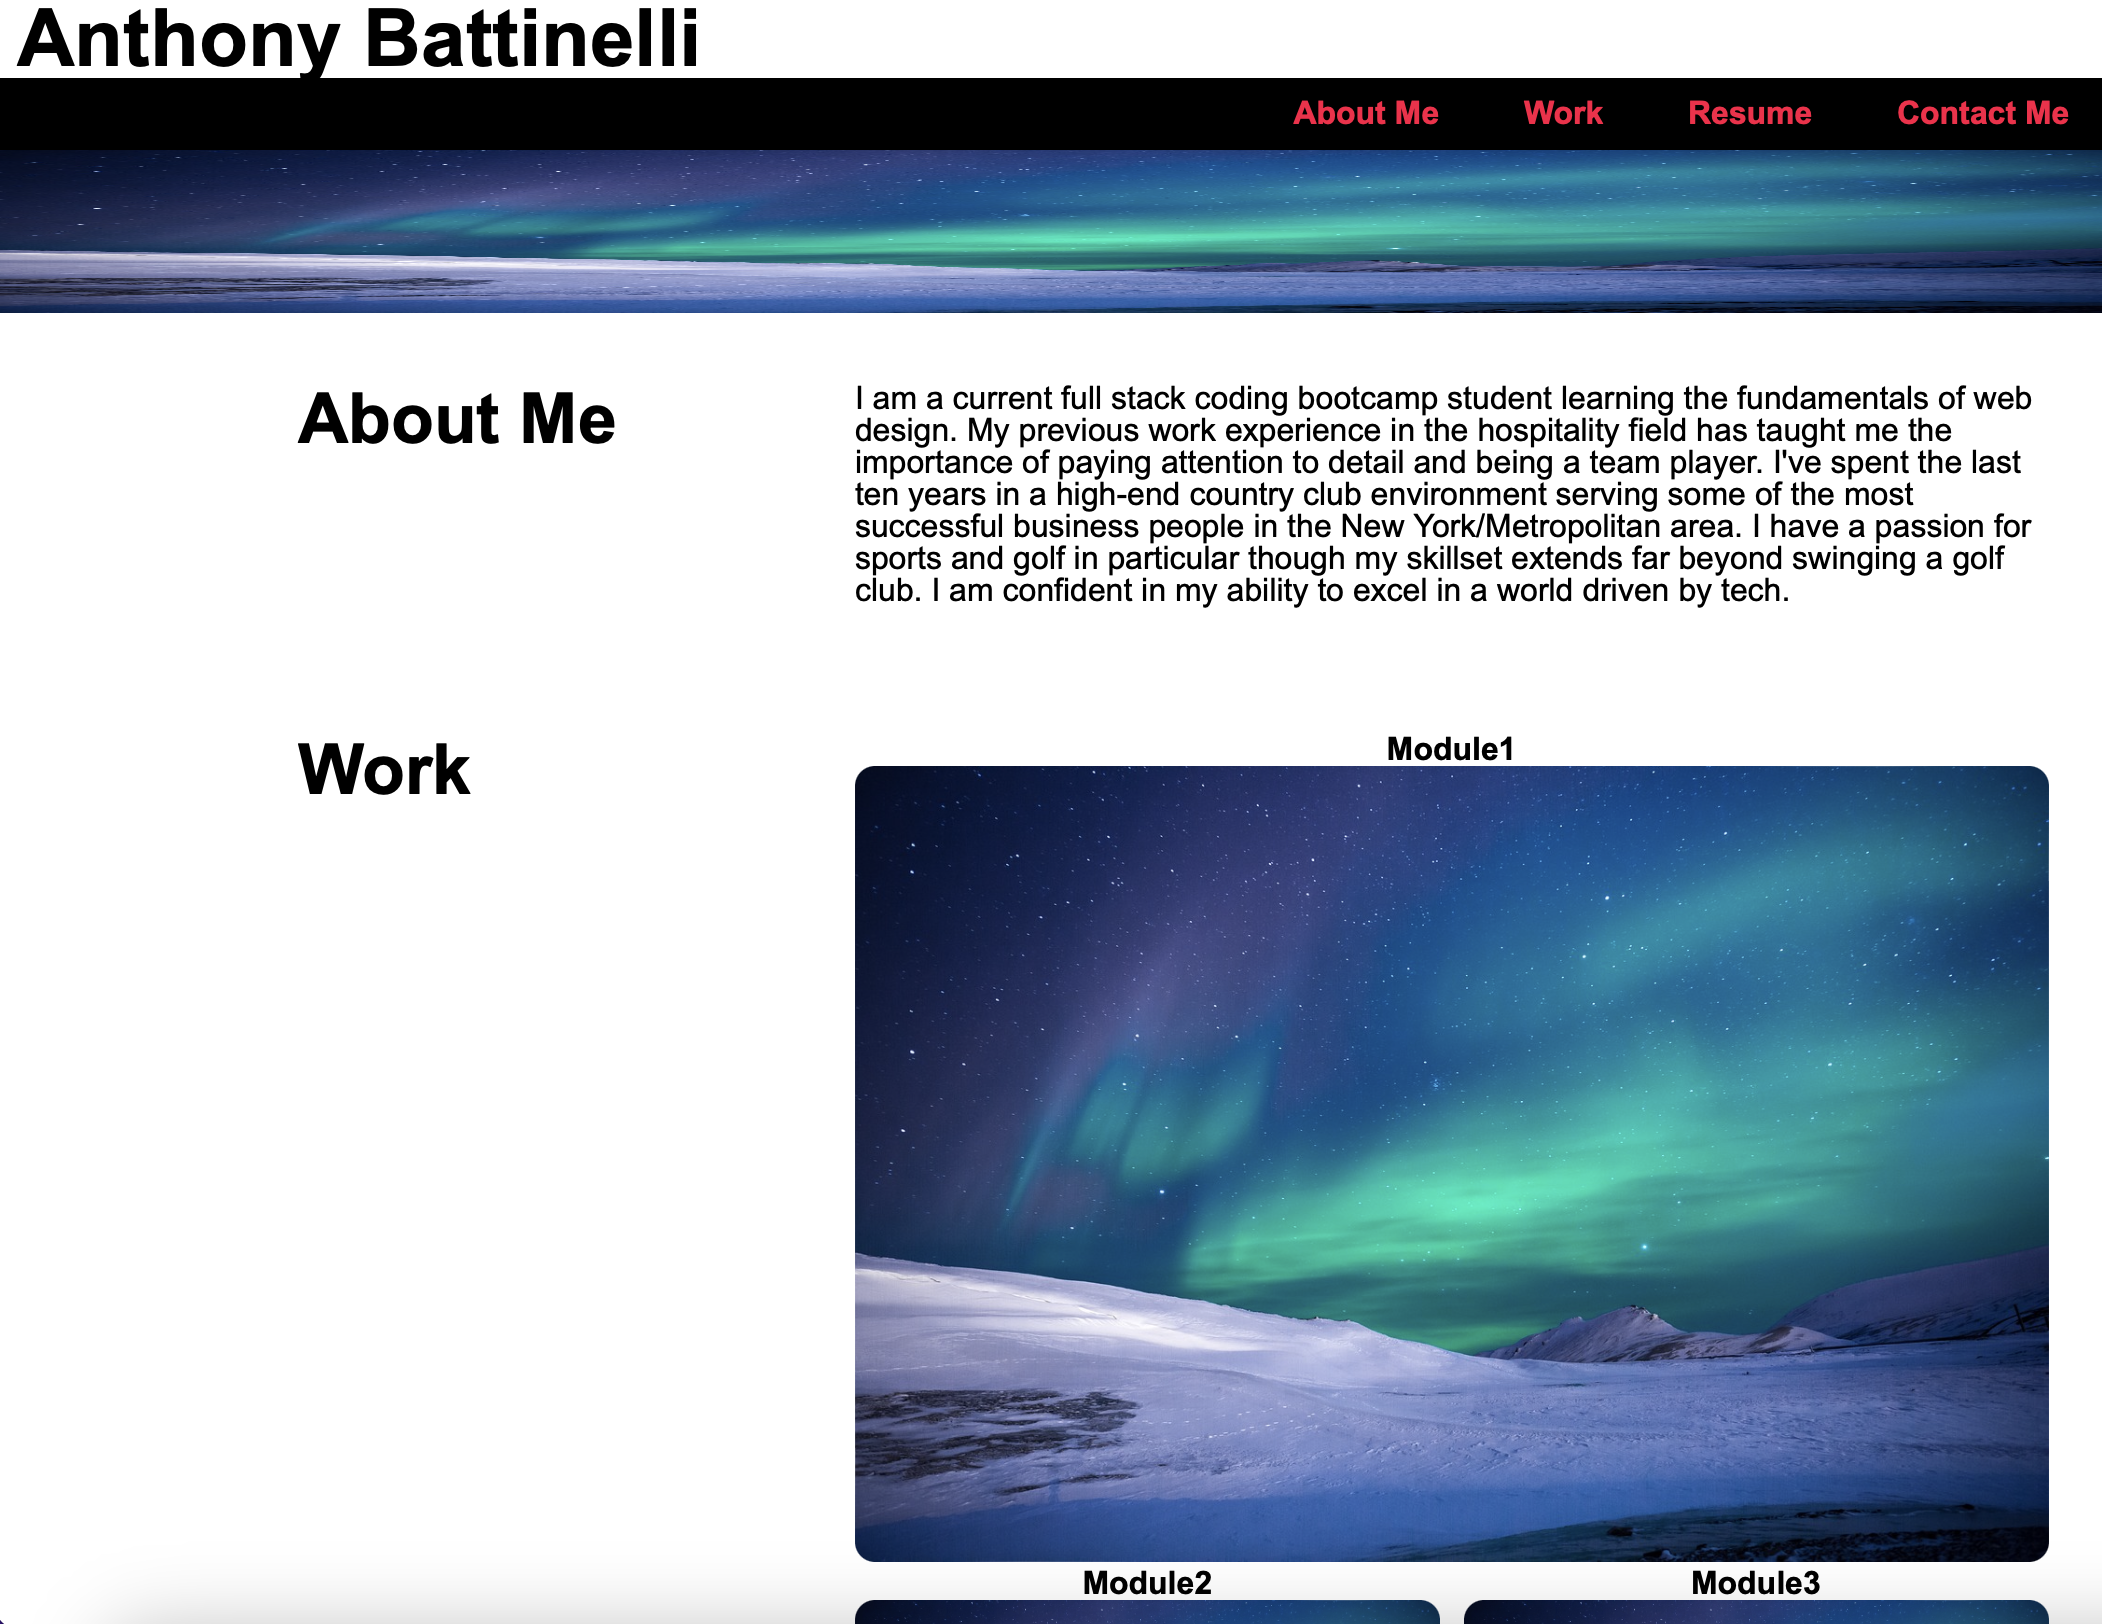 Anthony Battinelli
About Me Work Resume Contact Me
About Me
I am a current full stack coding bootcamp student learning the fundamentals of web
design. My previous work experience in the hospitality field has taught me the
importance of paying attention to detail and being a team player. I've spent the last
ten years in a high-end country club environment serving some of the most
successful business people in the New York/Metropolitan area. I have a passion for
sports and golf in particular though my skillset extends far beyond swinging a golf
club. I am confident in my ability to excel in a world driven by tech.
Work
Module1
Module2 Module3